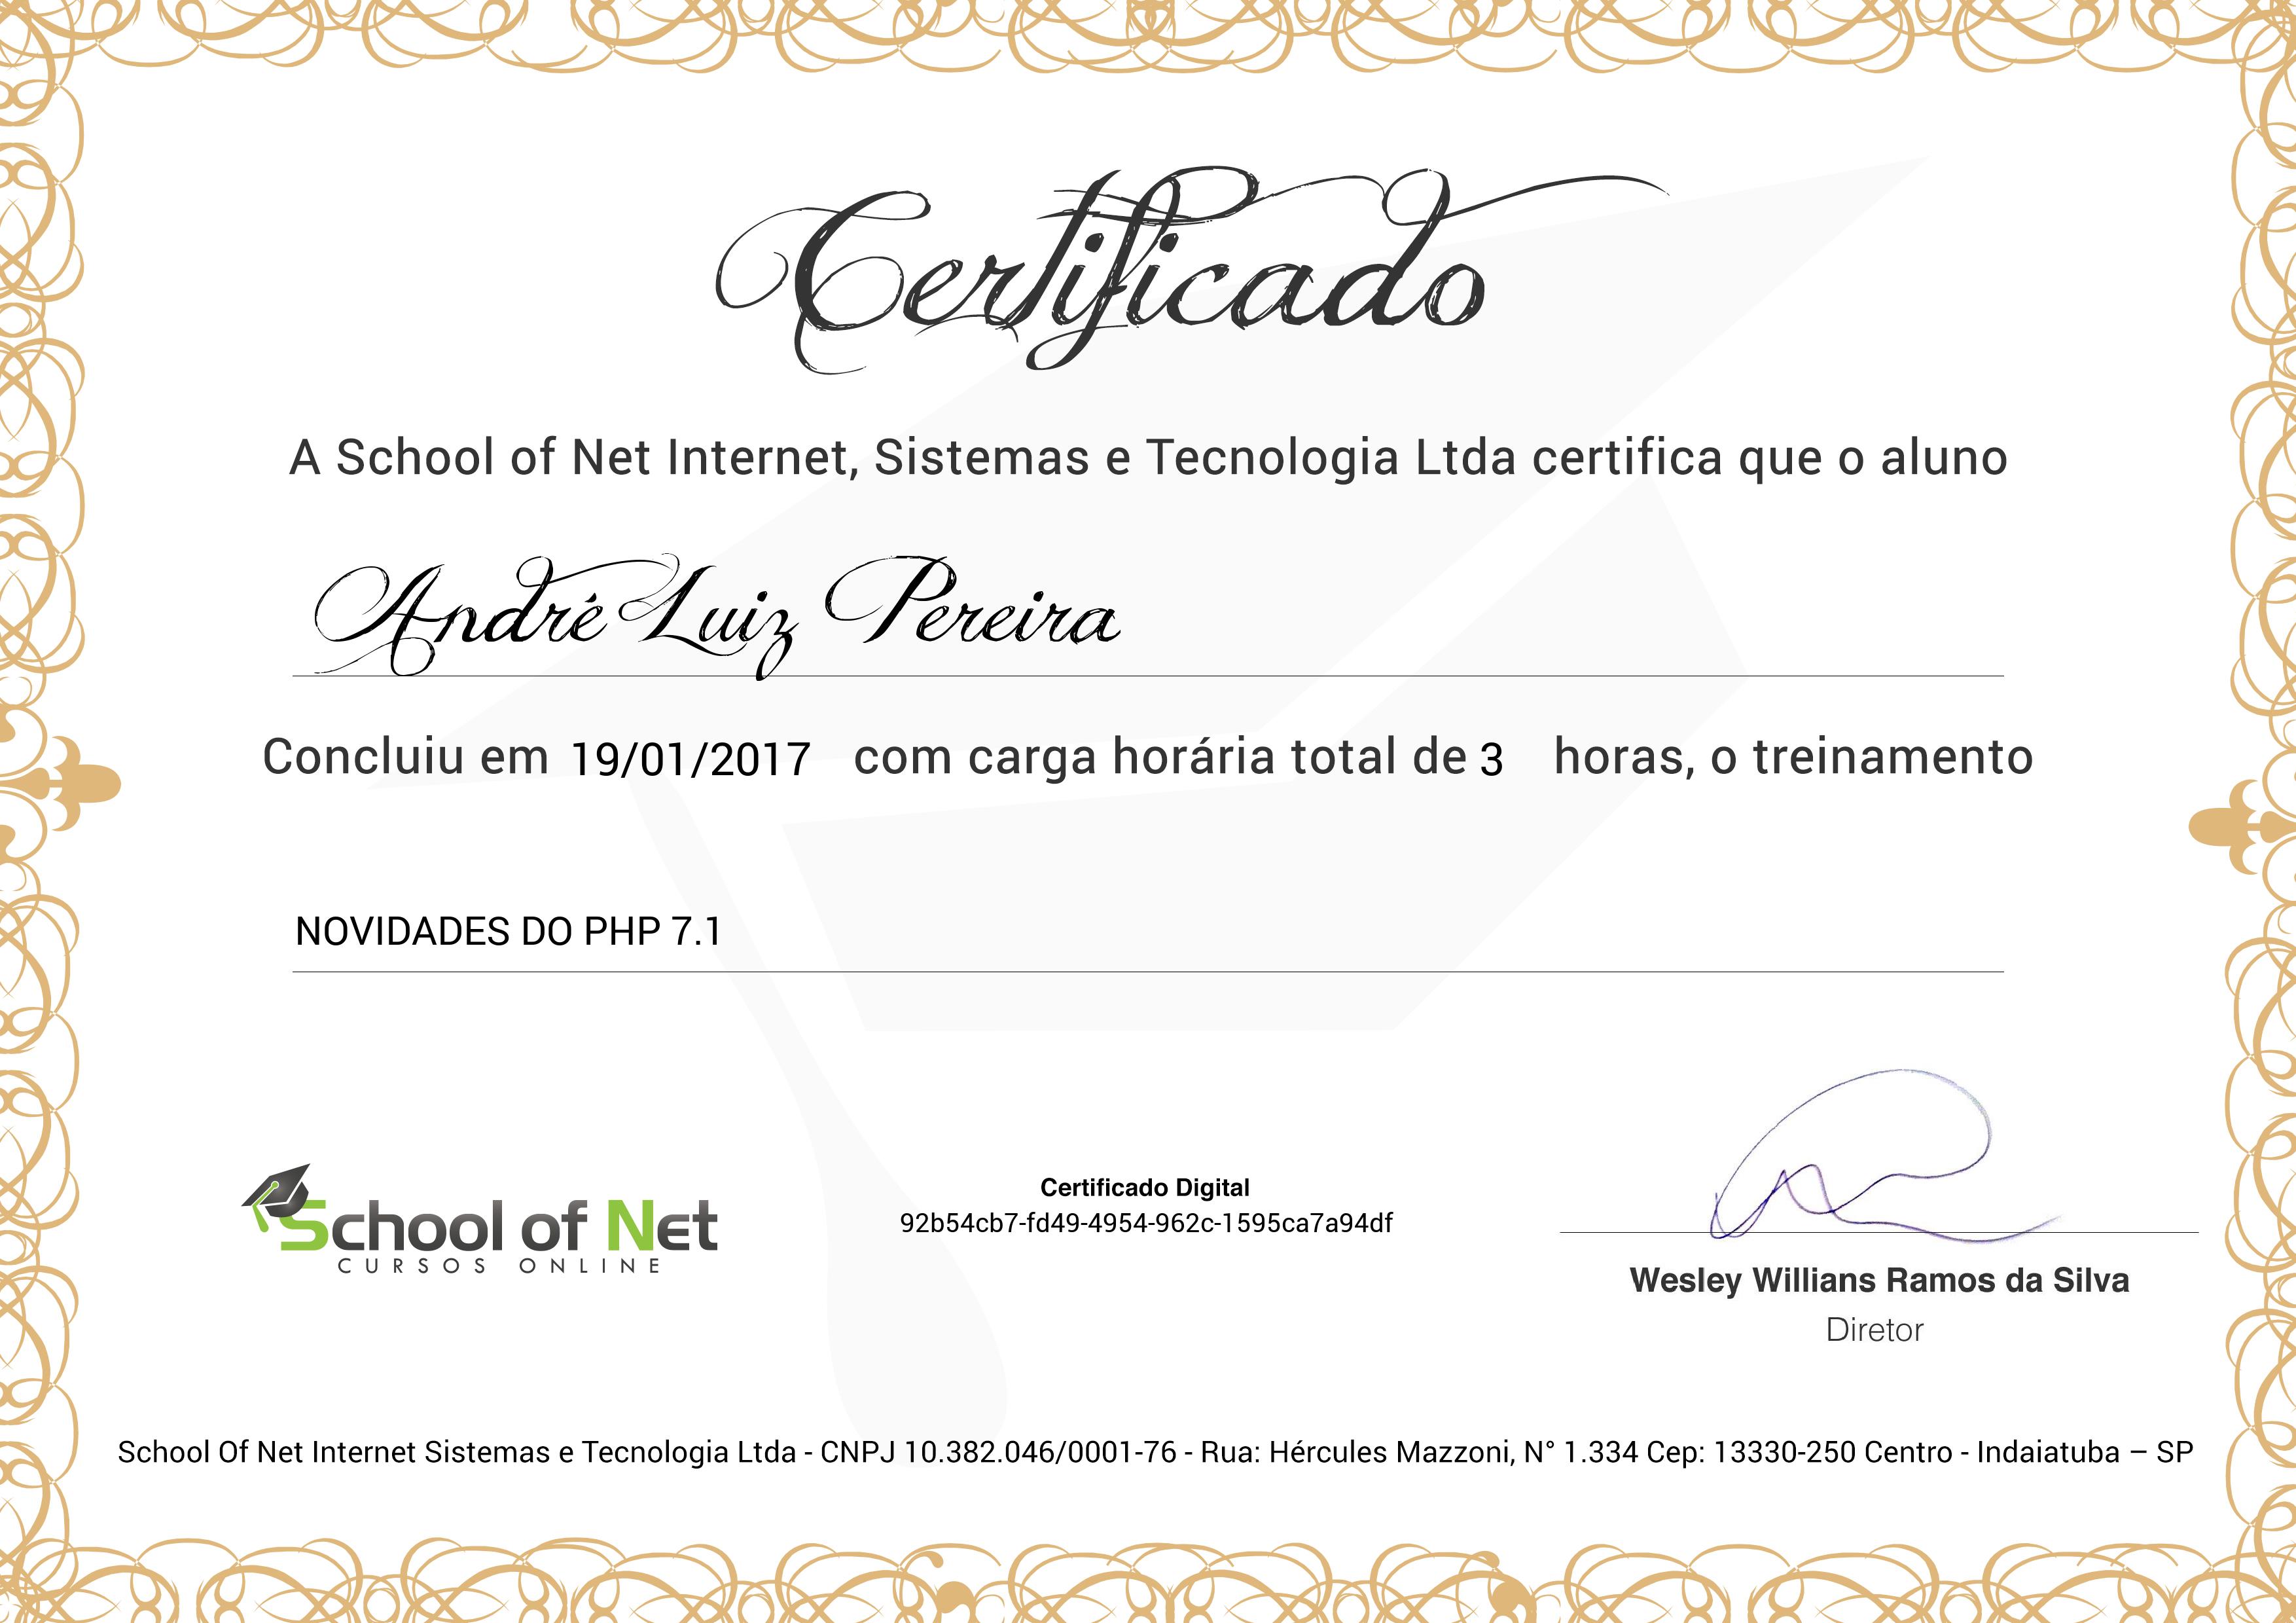 Certificado
A School of Net Internet, Sistemas e Tecnologia Ltda certifica que o aluno
André Luiz Pereira
Concluiu em 19/01/2017 com carga horária total de 3 horas, o treinamento
NOVIDADES DO PHP 7.1
School of Net
CURSOS ONLINE
Certificado Digital
92b54cb7-fd49-4954-962c-1595ca7a94df
Wesley Willians Ramos da Silva
Diretor
School Of Net Internet Sistemas e Tecnologia Ltda - CNPJ 10.382.046/0001-76 - Rua: Hércules Mazzoni, N° 1.334 Cep: 13330-250 Centro - Indaiatuba – SP